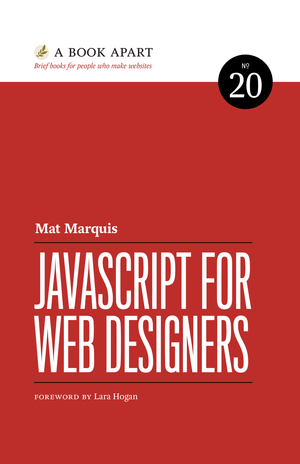 A BOOK APART
Brief books for people who make websites
Nº
20
Mat Marquis
JAVASCRIPT FOR
WEB DESIGNERS
FOREWORD BY Lara Hogan